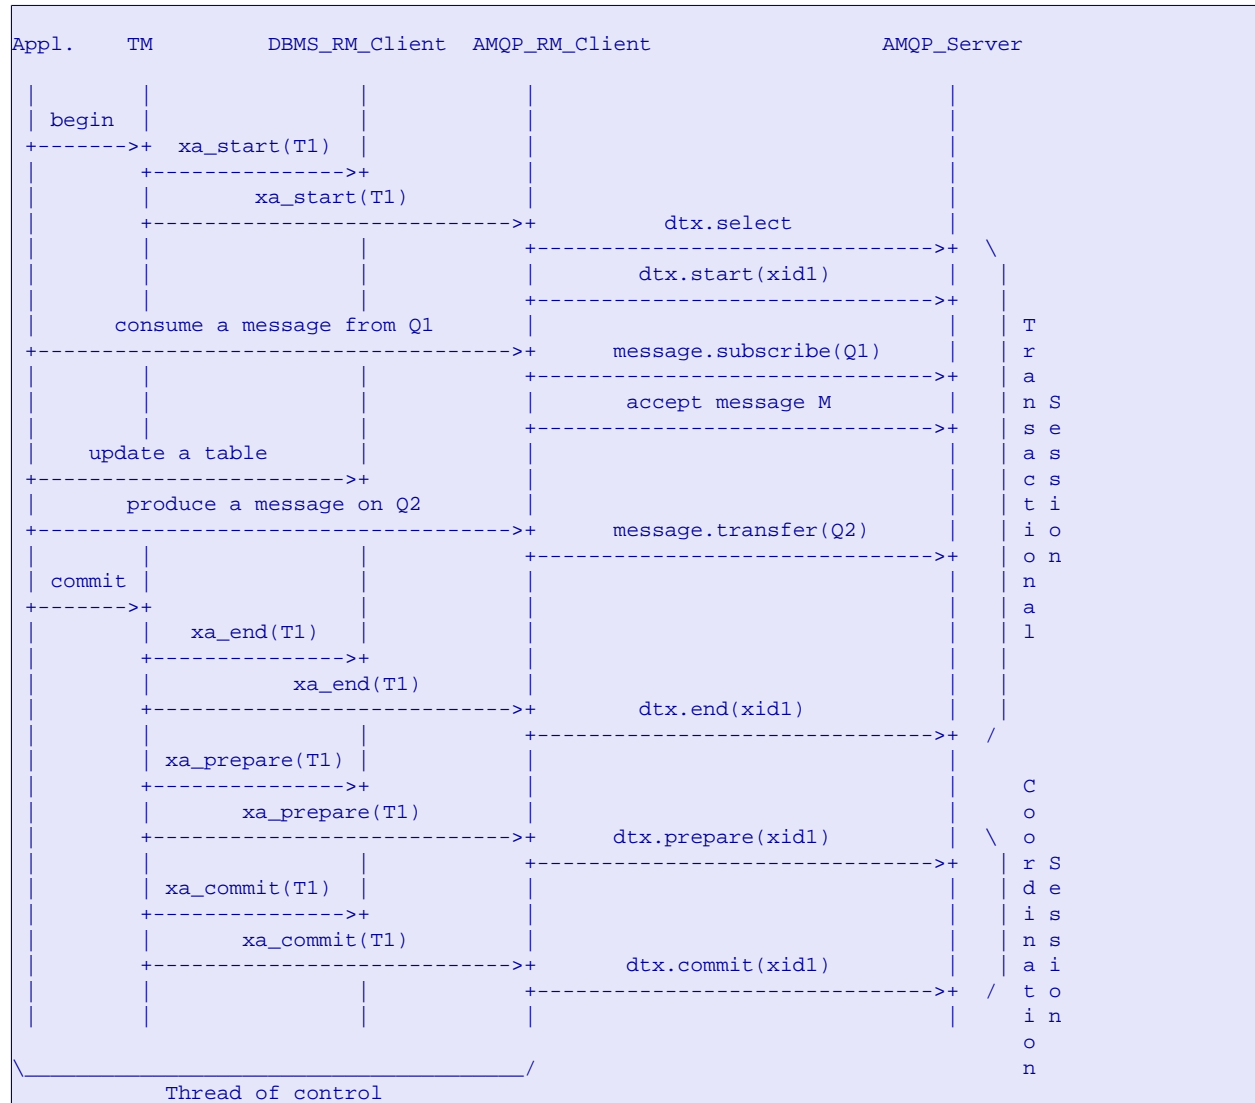 Appl. TM DBMS_RM_Client AMQP_RM_Client AMQP_Server
begin
xa_start(T1)
xa_start(T1)
dtx.select
dtx.start(xid1)
consume a message from Q1
message.subscribe(Q1)
accept message M
update a table
produce a message on Q2
message.transfer(Q2)
commit
xa_end(T1)
xa_end(T1)
dtx.end(xid1)
Transactional
Session
xa_prepare(T1)
xa_prepare(T1)
dtx.prepare(xid1)
xa_commit(T1)
xa_commit(T1)
dtx.commit(xid1)
Coordination
Sessaion
Thread of control